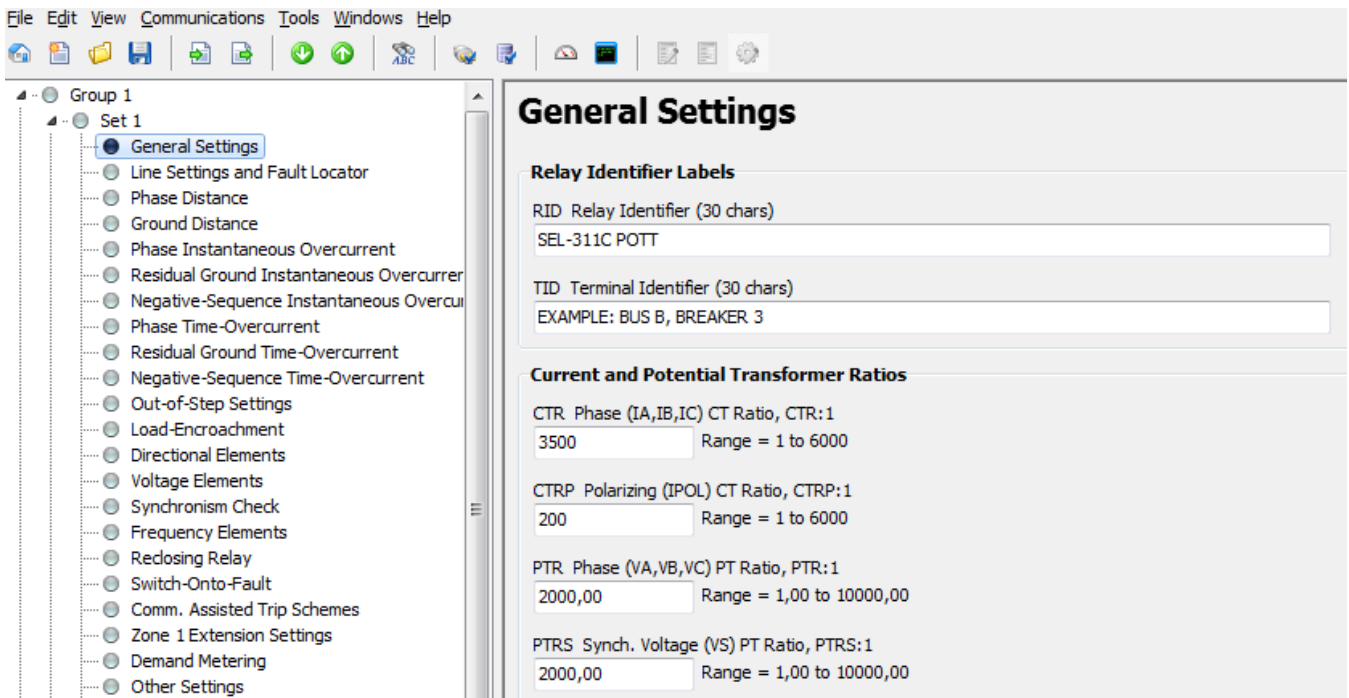 File Edit View Communications Tools Windows Help
ABC
Group 1
Set 1
General Settings
Line Settings and Fault Locator
Phase Distance
Ground Distance
Phase Instantaneous Overcurrent
Residual Ground Instantaneous Overcurrer
Negative-Sequence Instantaneous Overcur
Phase Time-Overcurrent
Residual Ground Time-Overcurrent
Negative-Sequence Time-Overcurrent
Out-of-Step Settings
Load-Encroachment
Directional Elements
Voltage Elements
Synchronism Check
Frequency Elements
Reclosing Relay
Switch-Onto-Fault
Comm. Assisted Trip Schemes
Zone 1 Extension Settings
Demand Metering
Other Settings
General Settings
Relay Identifier Labels
RID Relay Identifier (30 chars)
SEL-311C POTT
TID Terminal Identifier (30 chars)
EXAMPLE: BUS B, BREAKER 3
Current and Potential Transformer Ratios
CTR Phase (IA,IB,IC) CT Ratio, CTR:1
3500 Range = 1 to 6000
CTRP Polarizing (IPOL) CT Ratio, CTRP:1
200 Range = 1 to 6000
PTR Phase (VA,VB,VC) PT Ratio, PTR:1
2000,00 Range = 1,00 to 10000,00
PTRS Synch. Voltage (VS) PT Ratio, PTRS:1
2000,00 Range = 1,00 to 10000,00